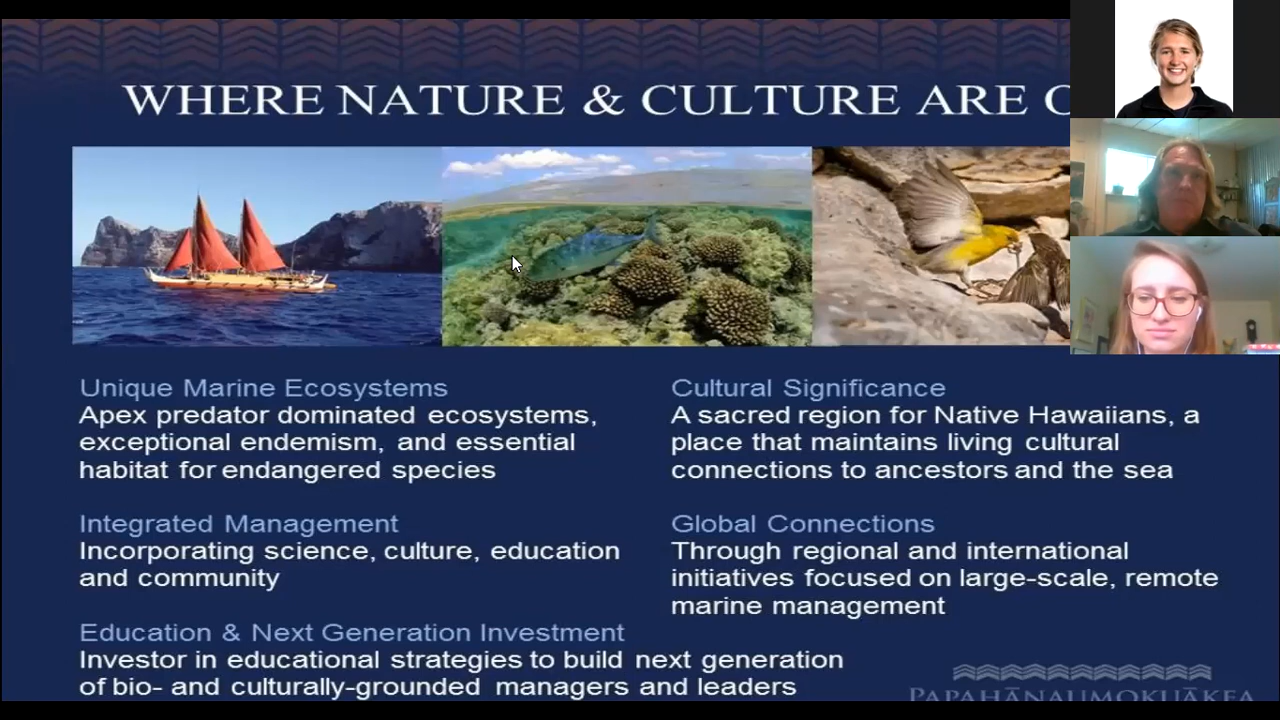 WHERE NATURE & CULTURE ARE
Unique Marine Ecosystems
Apex predator dominated ecosystems,
exceptional endemism, and essential
habitat for endangered species
Integrated Management
Incorporating science, culture, education
and community
Education & Next Generation Investment
Investor in educational strategies to build next generation
of bio- and culturally-grounded managers and leaders
Cultural Significance
A sacred region for Native Hawaiians, a
place that maintains living cultural
connections to ancestors and the sea
Global Connections
Through regional and international
initiatives focused on large-scale, remote
marine management
PAPAHĀNAUMOKUĀKEA